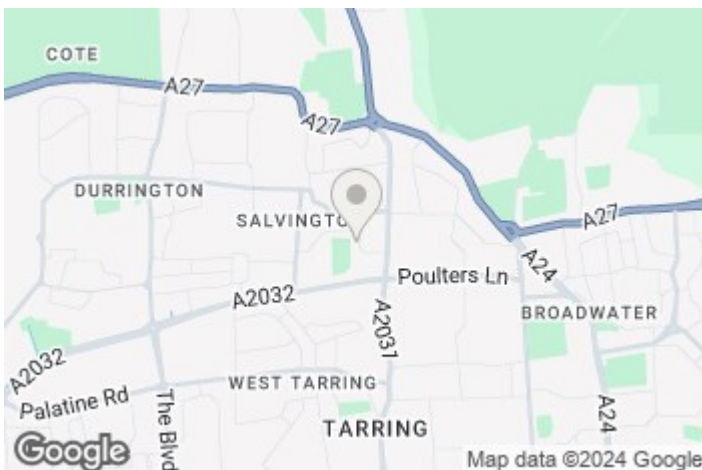 COTE
A27
A27
DURRINGTON
SALVINGTO
A27
Poulters Ln
A24
A2032
A2031
BROADWATER
A2032
WEST TARRING
Palatine Rd
The Blvd
TARRING
A24
Google
Map data ©2024 Google